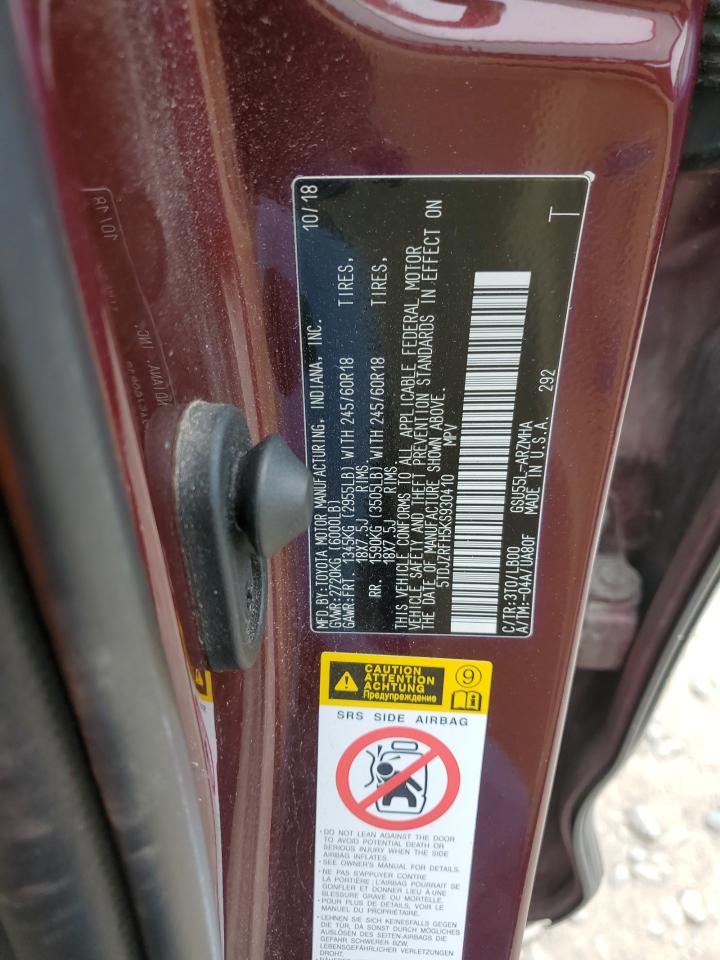 MFD.BY:TOYOTA MOTOR MANUFACTURING, INDIANA, INC. 10/18
GVWR:2720KG (6000LB)
GAWR:FRT. 1345KG (2955LB) WITH 245/60R18 TIRES,
18X7.5J RIMS.
RR. 1590KG (3505LB) WITH 245/60R18 TIRES,
18X7.5J RIMS.
THIS VEHICLE CONFORMS TO ALL APPLICABLE FEDERAL MOTOR
VEHICLE SAFETY AND THEFT PREVENTION STANDARDS IN EFFECT ON
THE DATE OF MANUFACTURE SHOWN ABOVE.
5TDJZRFH5KS930410 MPV
C/TR:3T0/LB00 GSU55L-ARZMHA 292
A/TM:-04A/UA80F MADE IN U.S.A. T
CAUTION
ATTENTION
ACHTUNG
Предупреждение
9
SRS SIDE AIRBAG
· DO NOT LEAN AGAINST THE DOOR
TO AVOID POTENTIAL DEATH OR
SERIOUS INJURY WHEN THE SIDE
AIRBAG INFLATES.
· SEE OWNER'S MANUAL FOR DETAILS.
· NE PAS S'APPUYER CONTRE
LA PORTIÈRE ; L'AIRBAG POURRAIT SE
GONFLER ET DONNER LIEU À UNE
BLESSURE GRAVE OU MORTELLE.
· POUR PLUS DE DÉTAILS, VOIR LE
MANUEL DU PROPRIÉTAIRE.
· LEHNEN SIE SICH KEINESFALLS GEGEN
DIE TÜR, DA SONST DURCH MÖGLICHES
AUSLÖSEN DES SEITEN-AIRBAGS DIE
GEFAHR SCHWERER BZW.
LEBENSGEFÄHRLICHER VERLETZUNGEN
DROHT.